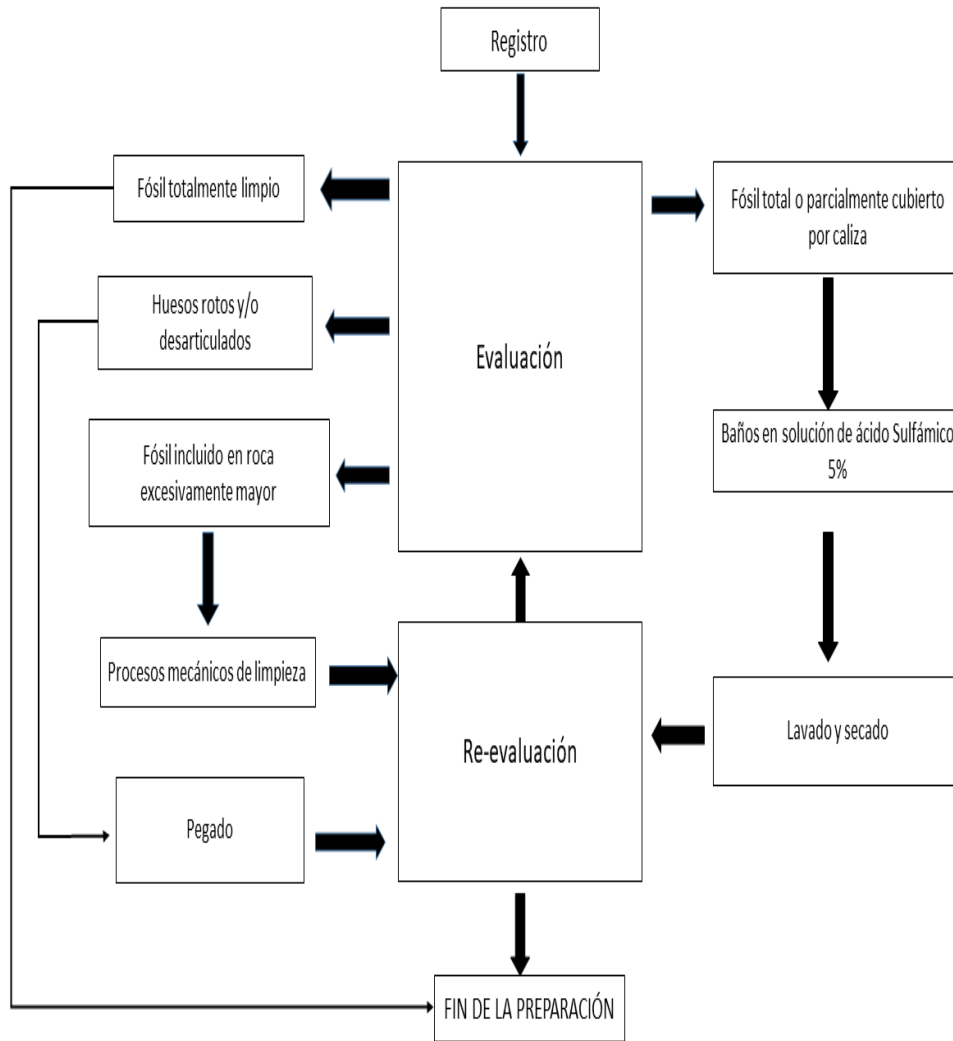 Registro
Fósil totalmente limpio
Fósil total o parcialmente cubierto
por caliza
Huesos rotos y/o
desarticulados
Evaluación
Baños en solución de ácido Sulfámico
5%
Fósil incluido en roca
excesivamente mayor
Procesos mecánicos de limpieza
Re-evaluación
Lavado y secado
Pegado
FIN DE LA PREPARACIÓN